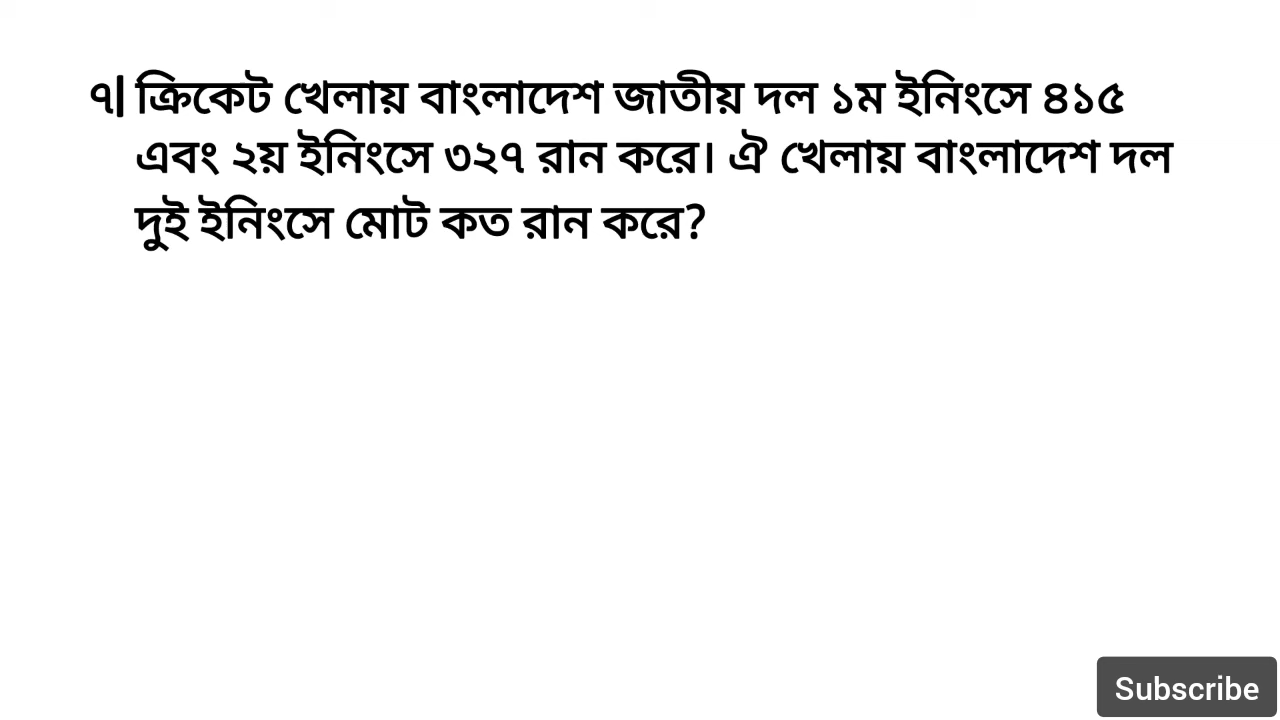 ৭| ক্রিকেট খেলায় বাংলাদেশ জাতীয় দল ১ম ইনিংসে ৪১৫
এবং ২য় ইনিংসে ৩২৭ রান করে। ঐ খেলায় বাংলাদেশ দল
দুই ইনিংসে মোট কত রান করে?
Subscribe